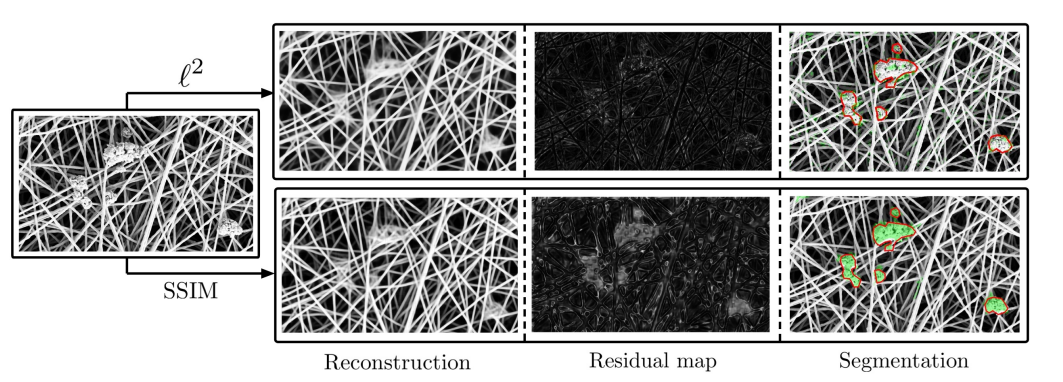 ℓ²
SSIM
Reconstruction
Residual map
Segmentation